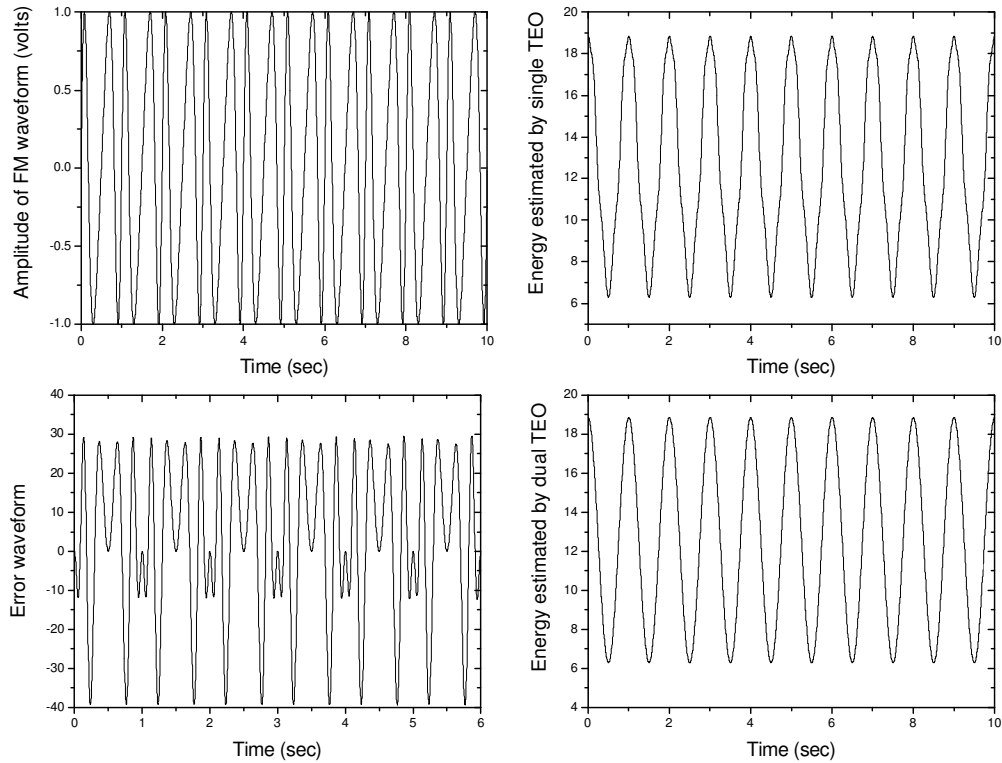 Amplitude of FM waveform (volts)
1.0
0.5
0.0
-0.5
-1.0
0 2 4 6 8 10
Time (sec)
Energy estimated by single TEO
20
18
16
14
12
10
8
6
0 2 4 6 8 10
Time (sec)
Error waveform
40
30
20
10
0
-10
-20
-30
-40
0 1 2 3 4 5 6
Time (sec)
Energy estimated by dual TEO
20
18
16
14
12
10
8
6
4
0 2 4 6 8 10
Time (sec)